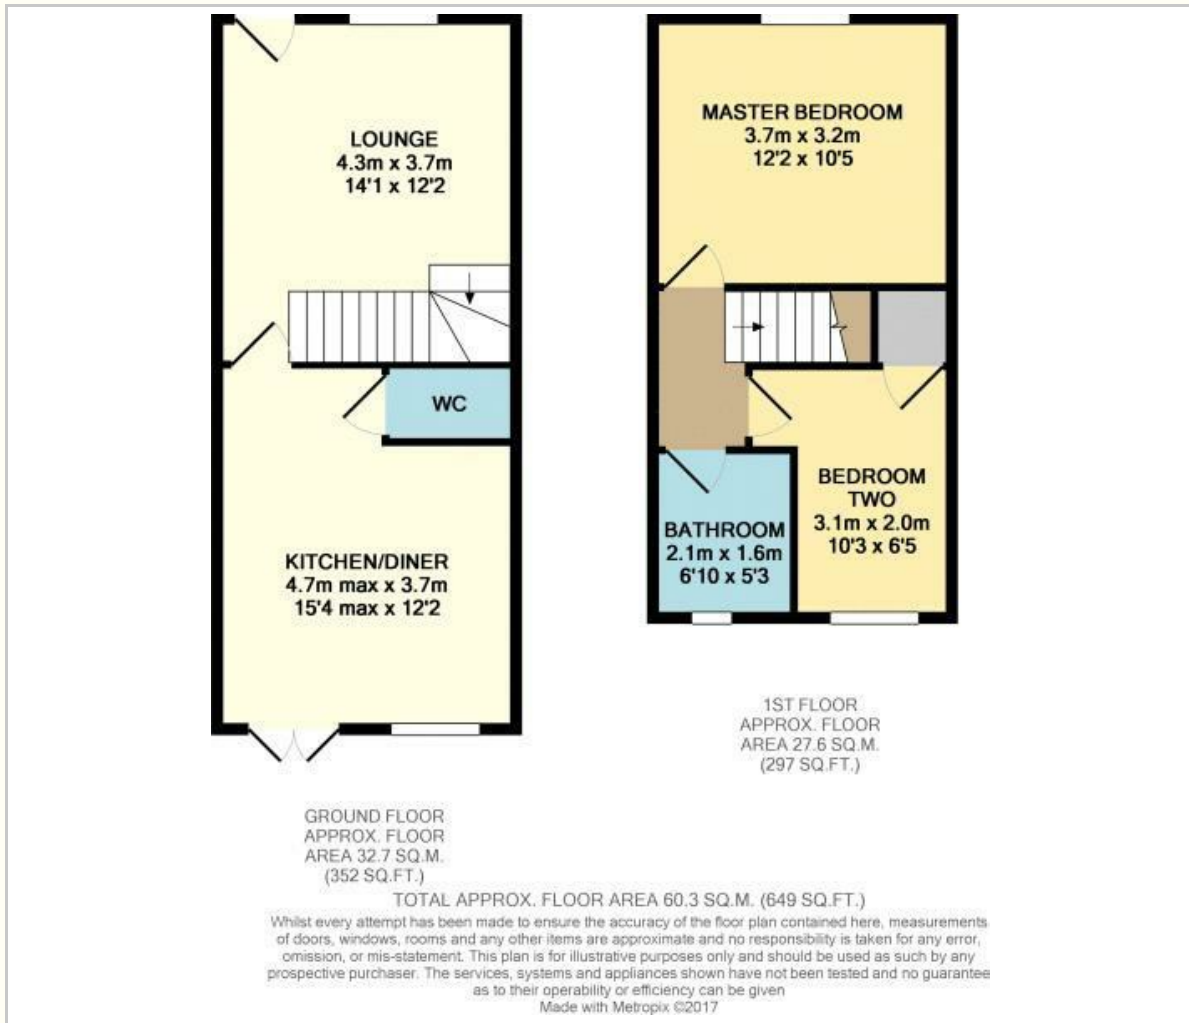 LOUNGE
4.3m x 3.7m
14'1 x 12'2
WC
KITCHEN/DINER
4.7m max x 3.7m
15'4 max x 12'2
MASTER BEDROOM
3.7m x 3.2m
12'2 x 10'5
BEDROOM
TWO
3.1m x 2.0m
10'3 x 6'5
BATHROOM
2.1m x 1.6m
6'10 x 5'3
1ST FLOOR
APPROX. FLOOR
AREA 27.6 SQ.M.
(297 SQ.FT.)
GROUND FLOOR
APPROX. FLOOR
AREA 32.7 SQ.M.
(352 SQ.FT.)
TOTAL APPROX. FLOOR AREA 60.3 SQ.M. (649 SQ.FT.)
Whilst every attempt has been made to ensure the accuracy of the floor plan contained here, measurements
of doors, windows, rooms and any other items are approximate and no responsibility is taken for any error,
omission, or mis-statement. This plan is for illustrative purposes only and should be used as such by any
prospective purchaser. The services, systems and appliances shown have not been tested and no guarantee
as to their operability or efficiency can be given
Made with Metropix ©2017